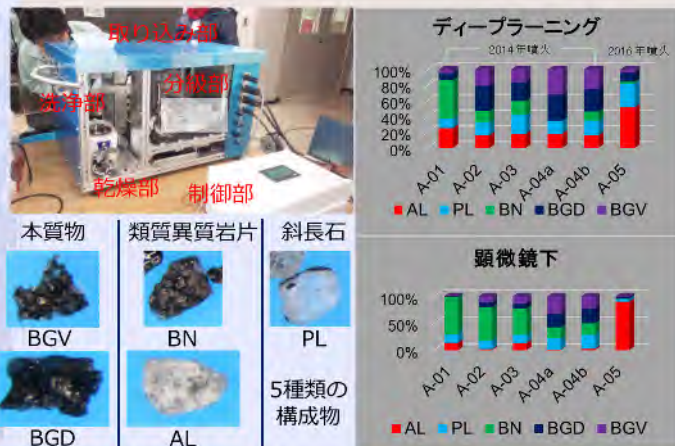 取り込み部
分級部
洗浄部
乾燥部
制御部
本質物
類質異質岩片
斜長石
BGV
BN
PL
BGD
AL
5種類の
構成物
ディープラーニング
2014年噴火
2016年噴火
100%
80%
60%
40%
20%
0%
A-01
A-02
A-03
A-04a
A-04b
A-05
AL PL BN BGD BGV
顕微鏡下
100%
50%
0%
A-01
A-02
A-03
A-04a
A-04b
A-05
AL PL BN BGD BGV